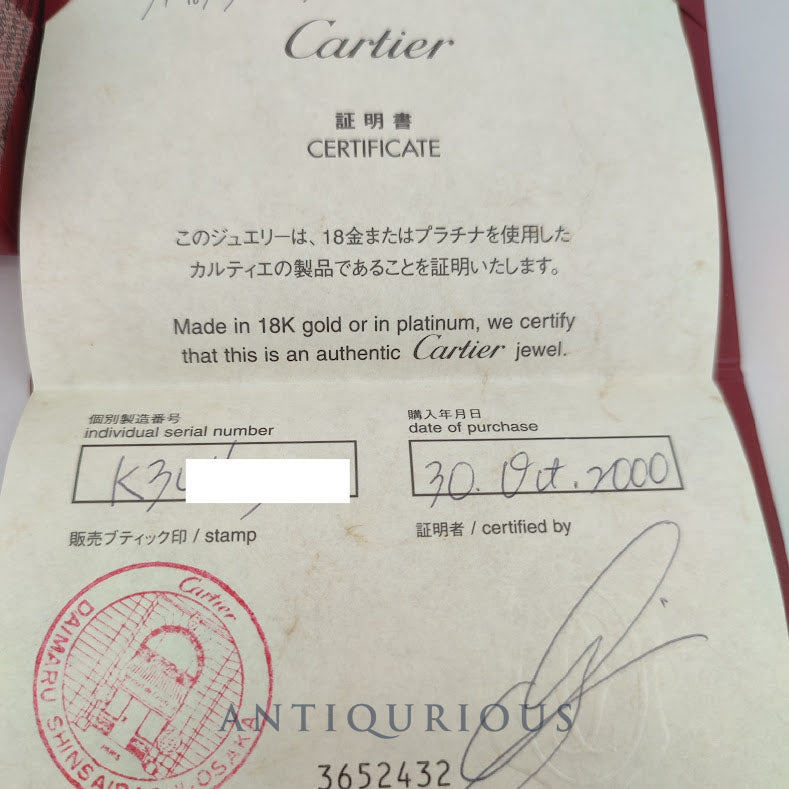 Cartier
証明書
CERTIFICATE
このジュエリーは、18金またはプラチナを使用した
カルティエの製品であることを証明いたします。
Made in 18K gold or in platinum, we certify
that this is an authentic Cartier jewel.
個別製造番号
individual serial number
K3
購入年月日
date of purchase
30. Oct. 2000
販売ブティック印 / stamp
証明者 / certified by
Cartier
DAIMARU SHINSAIBASHI-OSAKA
ANTIQURIOUS
3652432